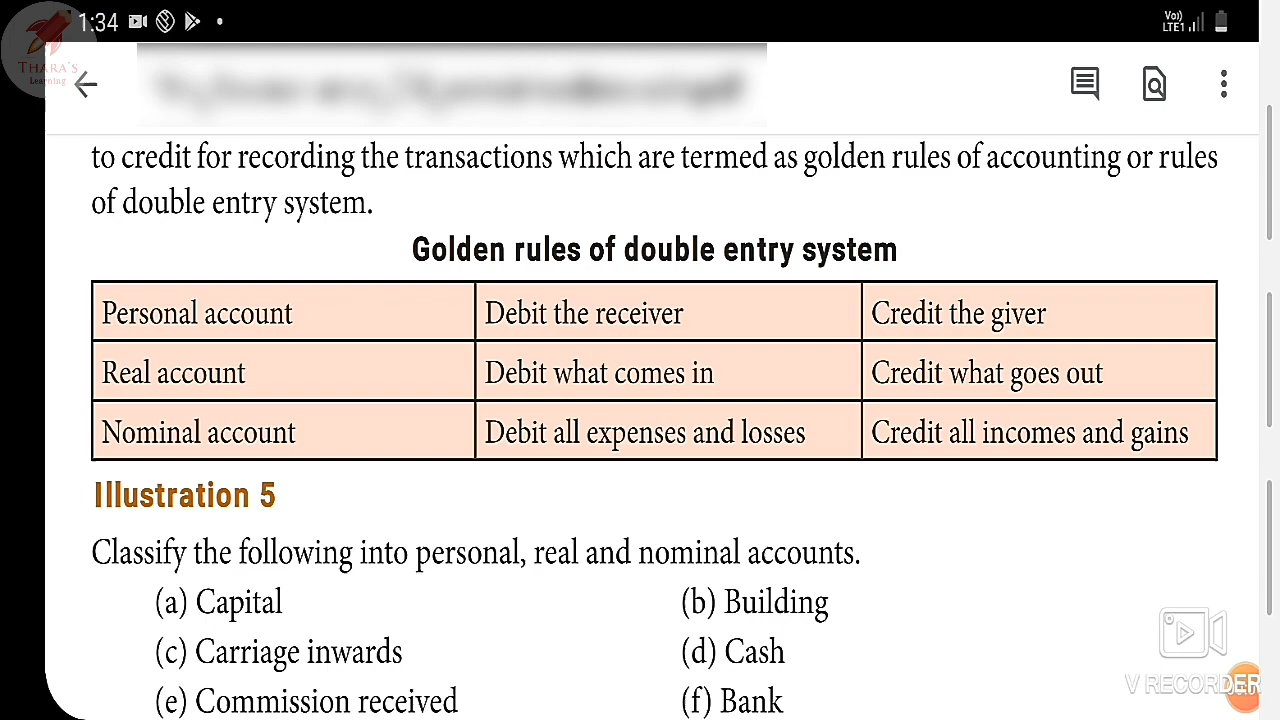 1:34
Vo)) LTE1
THARA'S
Learning
to credit for recording the transactions which are termed as golden rules of accounting or rules
of double entry system.
Golden rules of double entry system
Personal account Debit the receiver Credit the giver
Real account Debit what comes in Credit what goes out
Nominal account Debit all expenses and losses Credit all incomes and gains
Illustration 5
Classify the following into personal, real and nominal accounts.
(a) Capital (b) Building
(c) Carriage inwards (d) Cash
(e) Commission received (f) Bank
V RECORDER